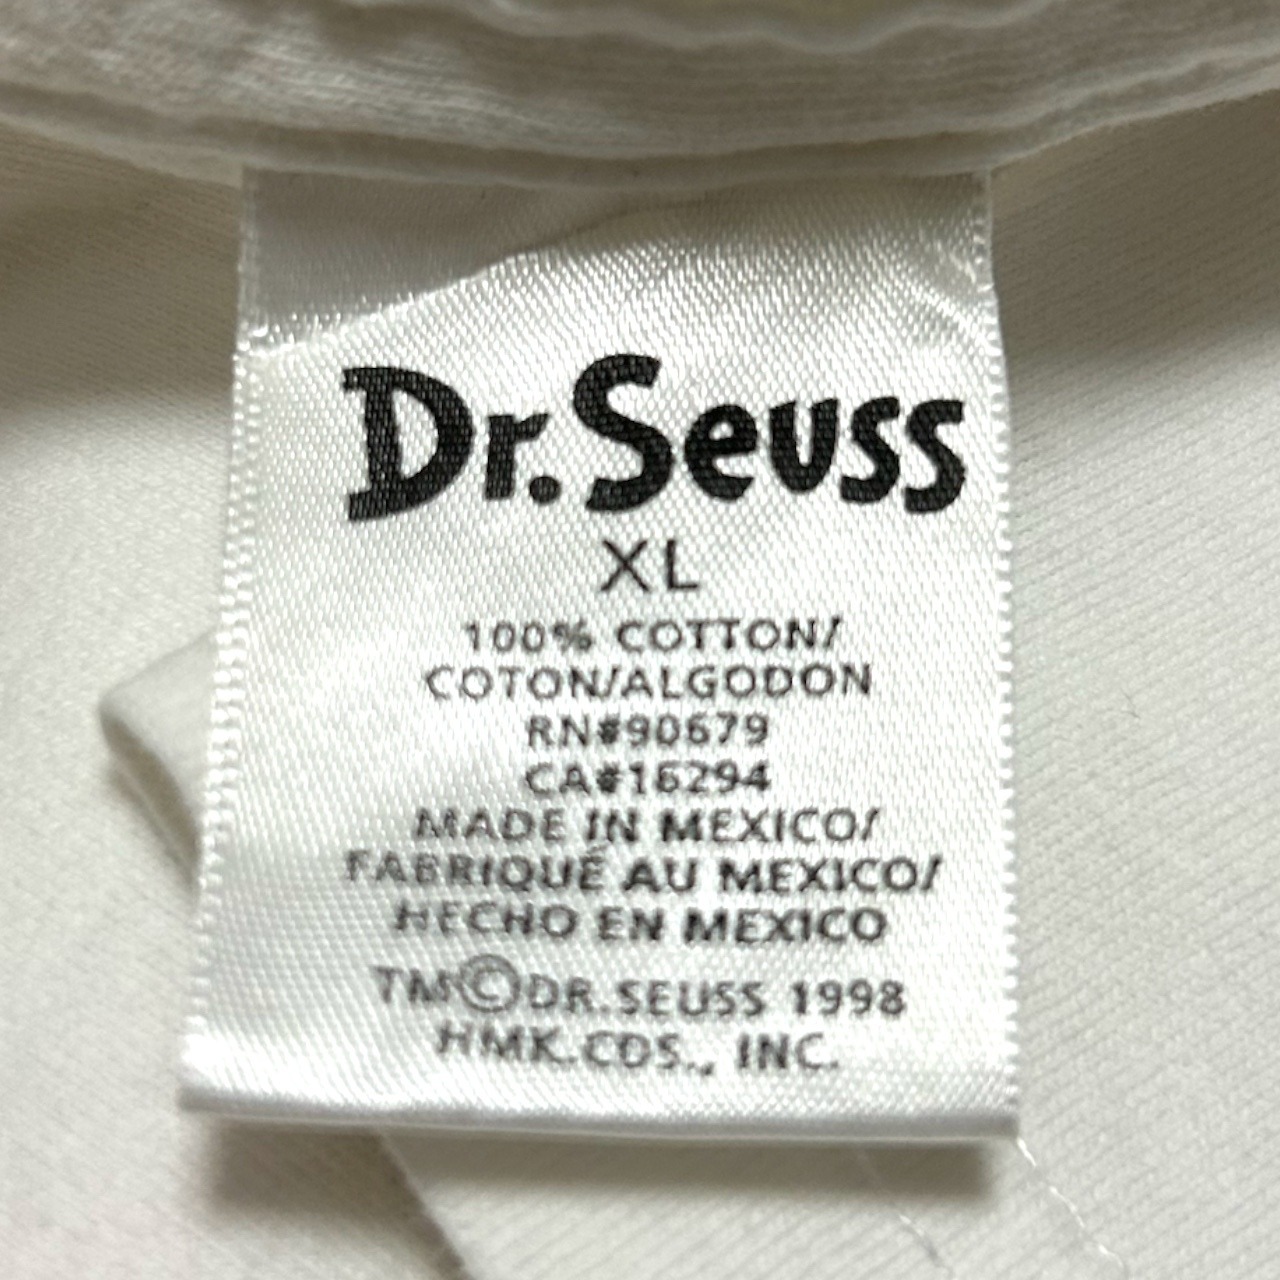 Dr. Seuss
XL
100% COTTON/
COTON/ALGODON
RN#90679
CA#16294
MADE IN MEXICO/
FABRIQUÉ AU MEXICO/
HECHO EN MEXICO
TM©DR.SEUSS 1998
HMK.CDS., INC.